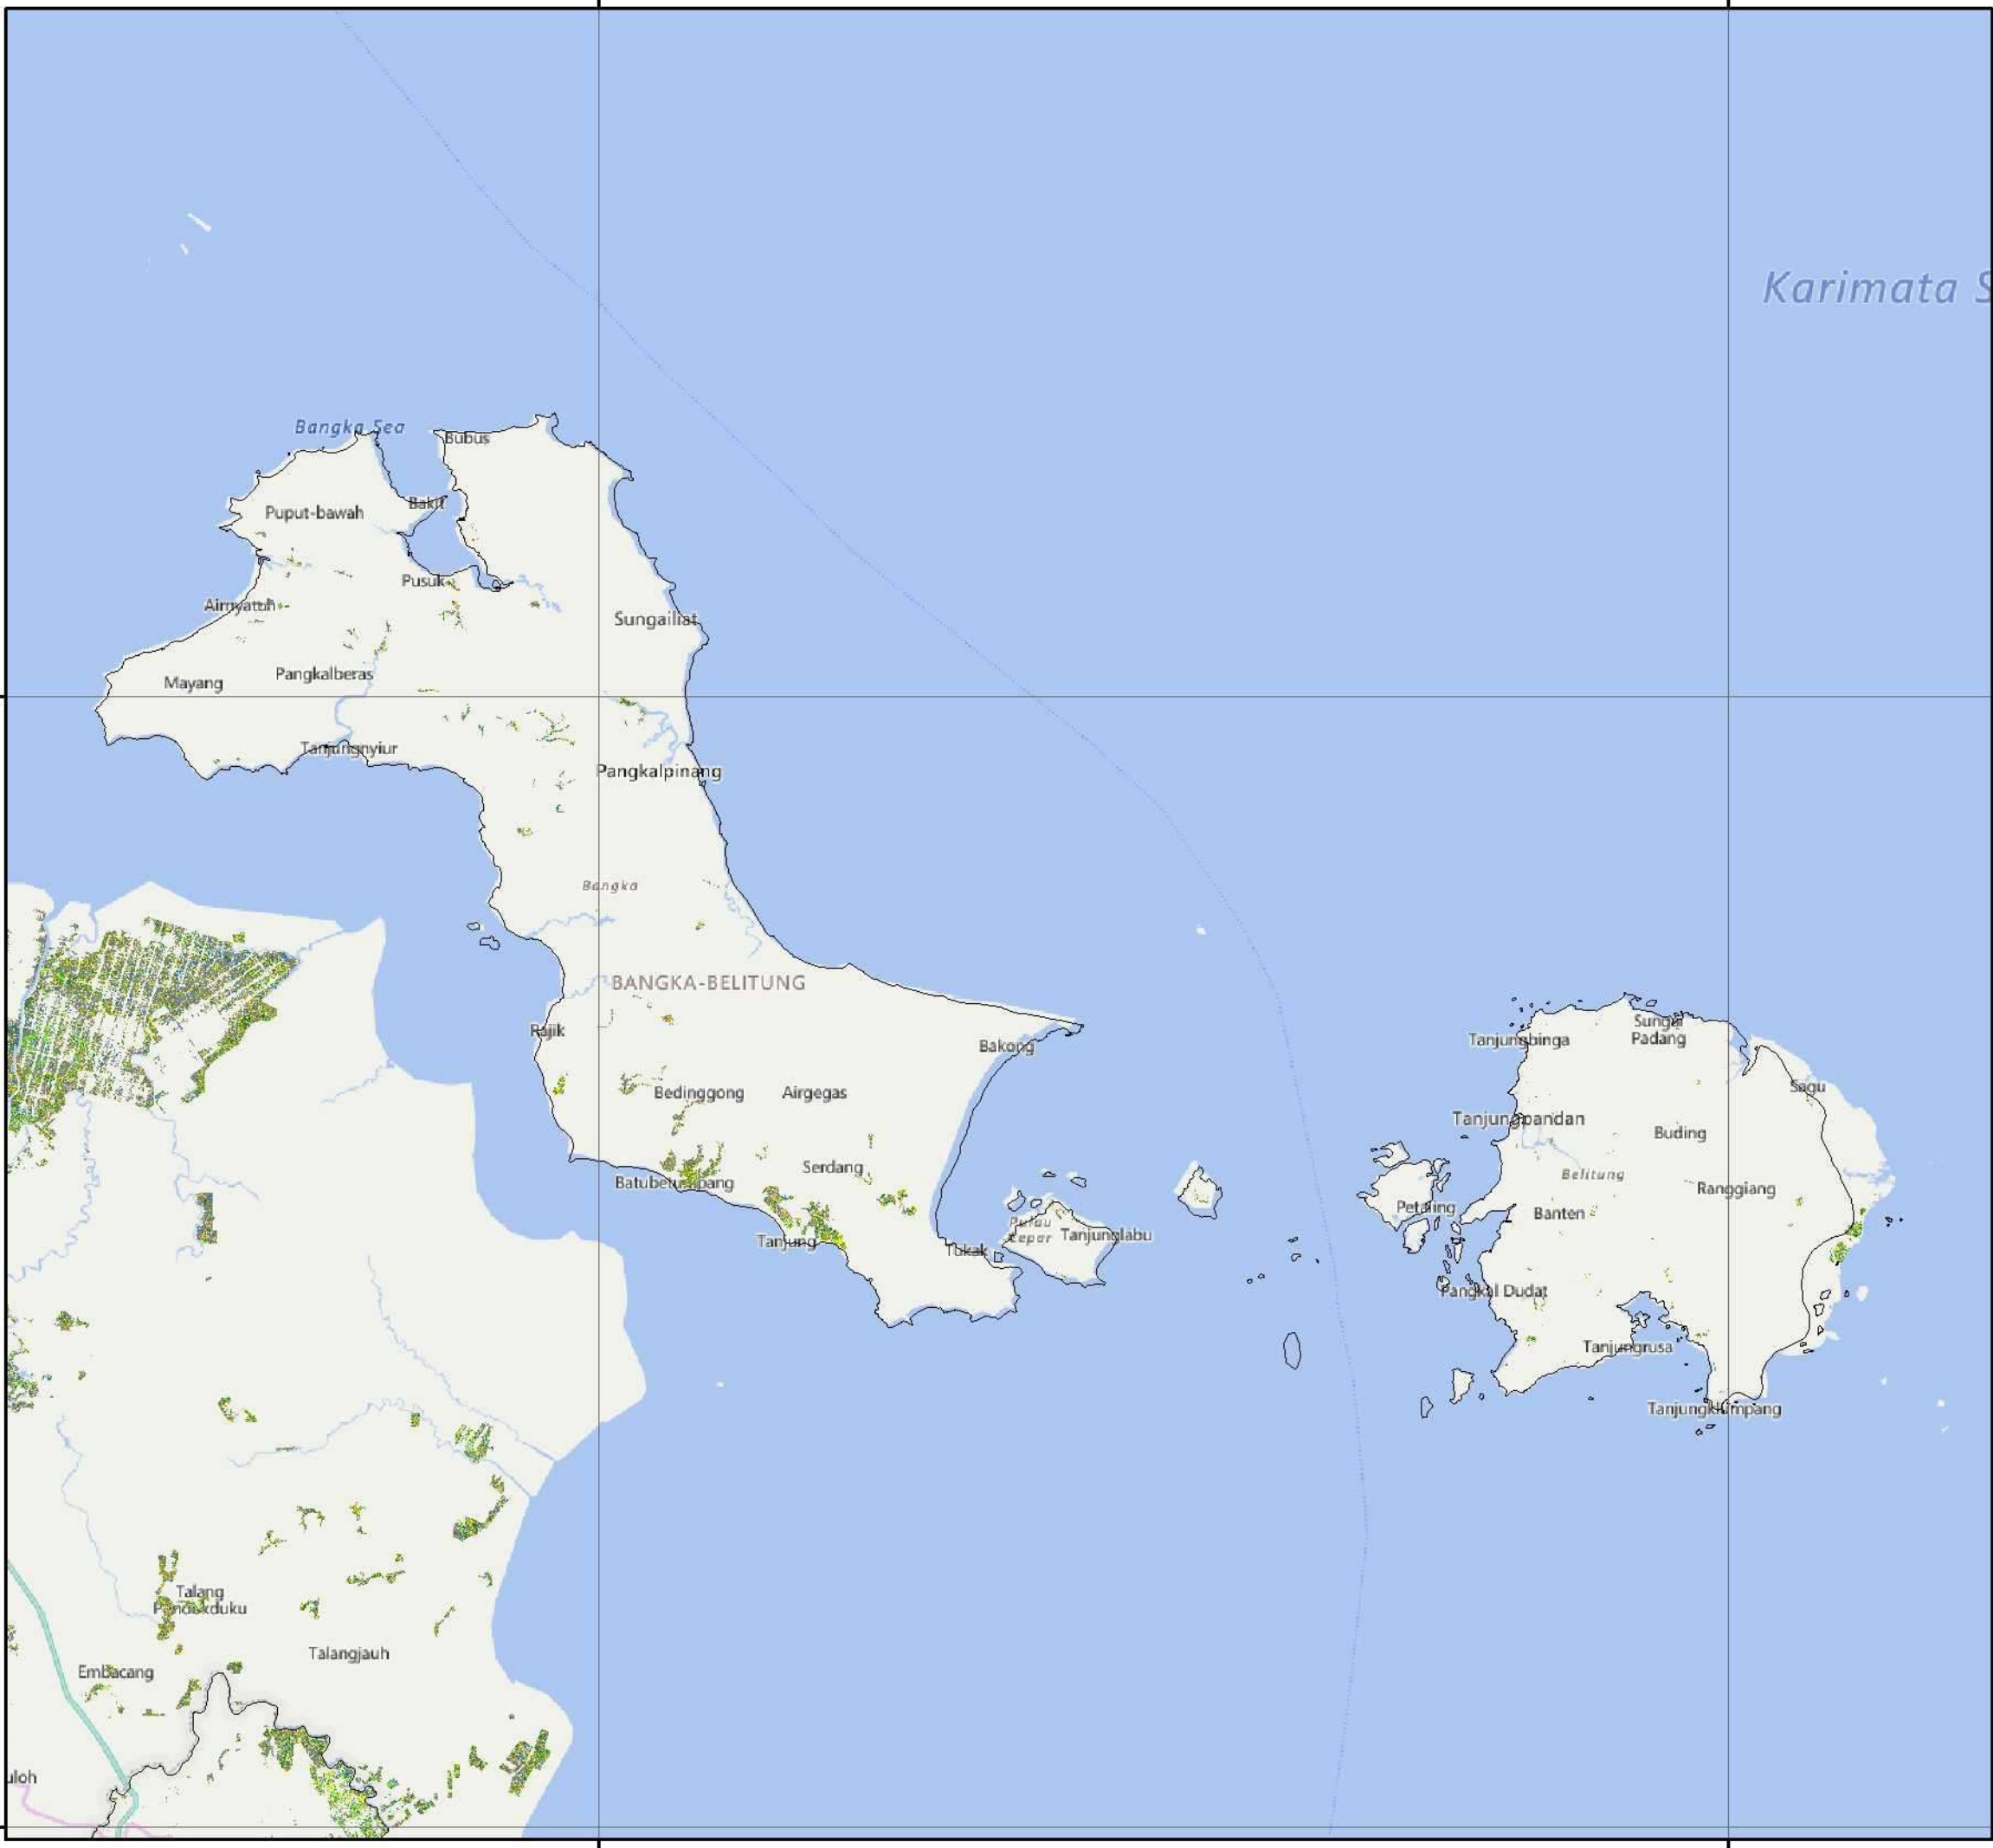 Karimata S
Bangka Sea
Bubus
Bakit
Puput-bawah
Pusuk
Airnyatuh
Sungailiat
Pangkalberas
Mayang
Tanjungnyiur
Pangkalpinang
Bangka
BANGKA-BELITUNG
Rajik
Bakong
Bedinggong
Airgegas
Serdang
Batubetumpang
Tanjung
Tukak
Pulau
Lepar
Tanjunglabu
Sungai
Padang
Tanjungbinga
Sagu
Tanjungpandan
Buding
Belitung
Ranggiang
Petaling
Banten
Pangkal Dudat
Tanjungrusa
Tanjungklumpang
Talang
Talangjauh
Embacang
uloh